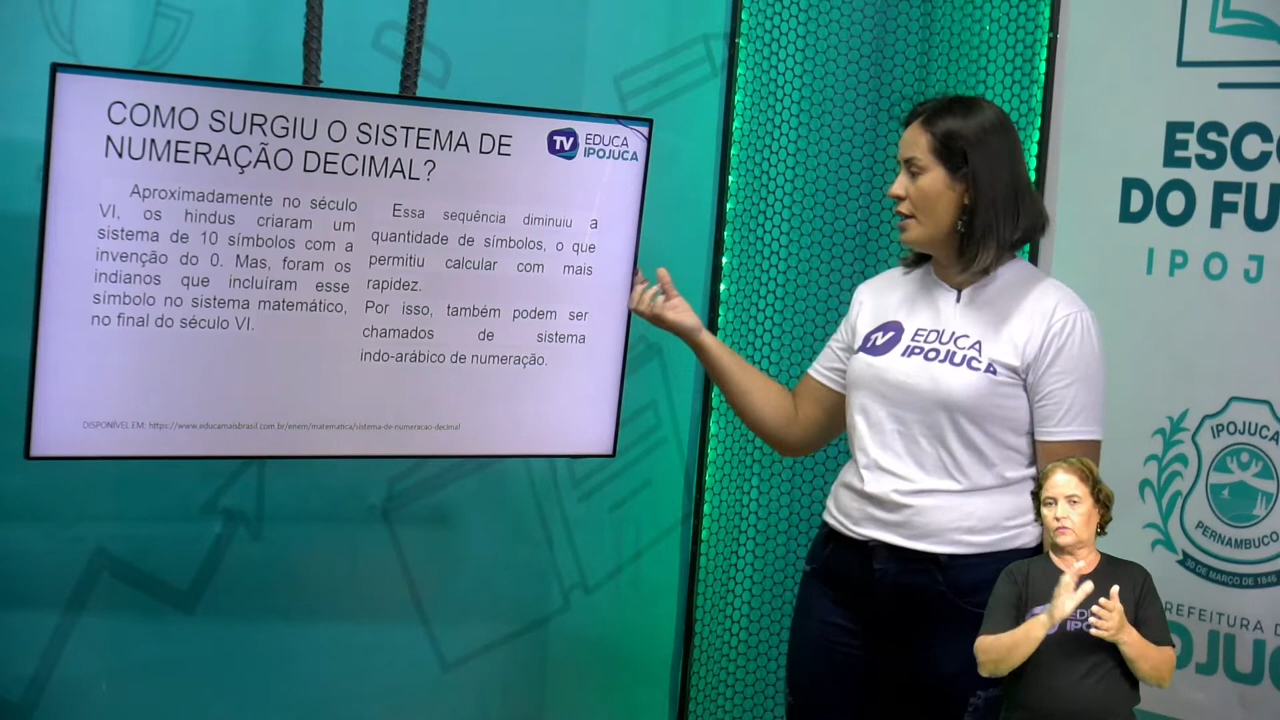 COMO SURGIU O SISTEMA DE
NUMERAÇÃO DECIMAL?
TV EDUCA
IPOJUCA
Aproximadamente no século
VI, os hindus criaram um
sistema de 10 símbolos com a
invenção do 0. Mas, foram os
indianos que incluíram esse
símbolo no sistema matemático,
no final do século VI.
Essa sequência diminuiu a
quantidade de símbolos, o que
permitiu calcular com mais
rapidez.
Por isso, também podem ser
chamados de sistema
indo-arábico de numeração.
DISPONÍVEL EM: https://www.educamaisbrasil.com.br/enem/matematica/sistema-de-numeracao-decimal
TV EDUCA
IPOJUCA
ESCO
DO FU
IPOJ
IPOJUCA
PERNAMBUCO
30 DE MARÇO DE 1846
REFEITURA D
OJUC
EDU
IPO